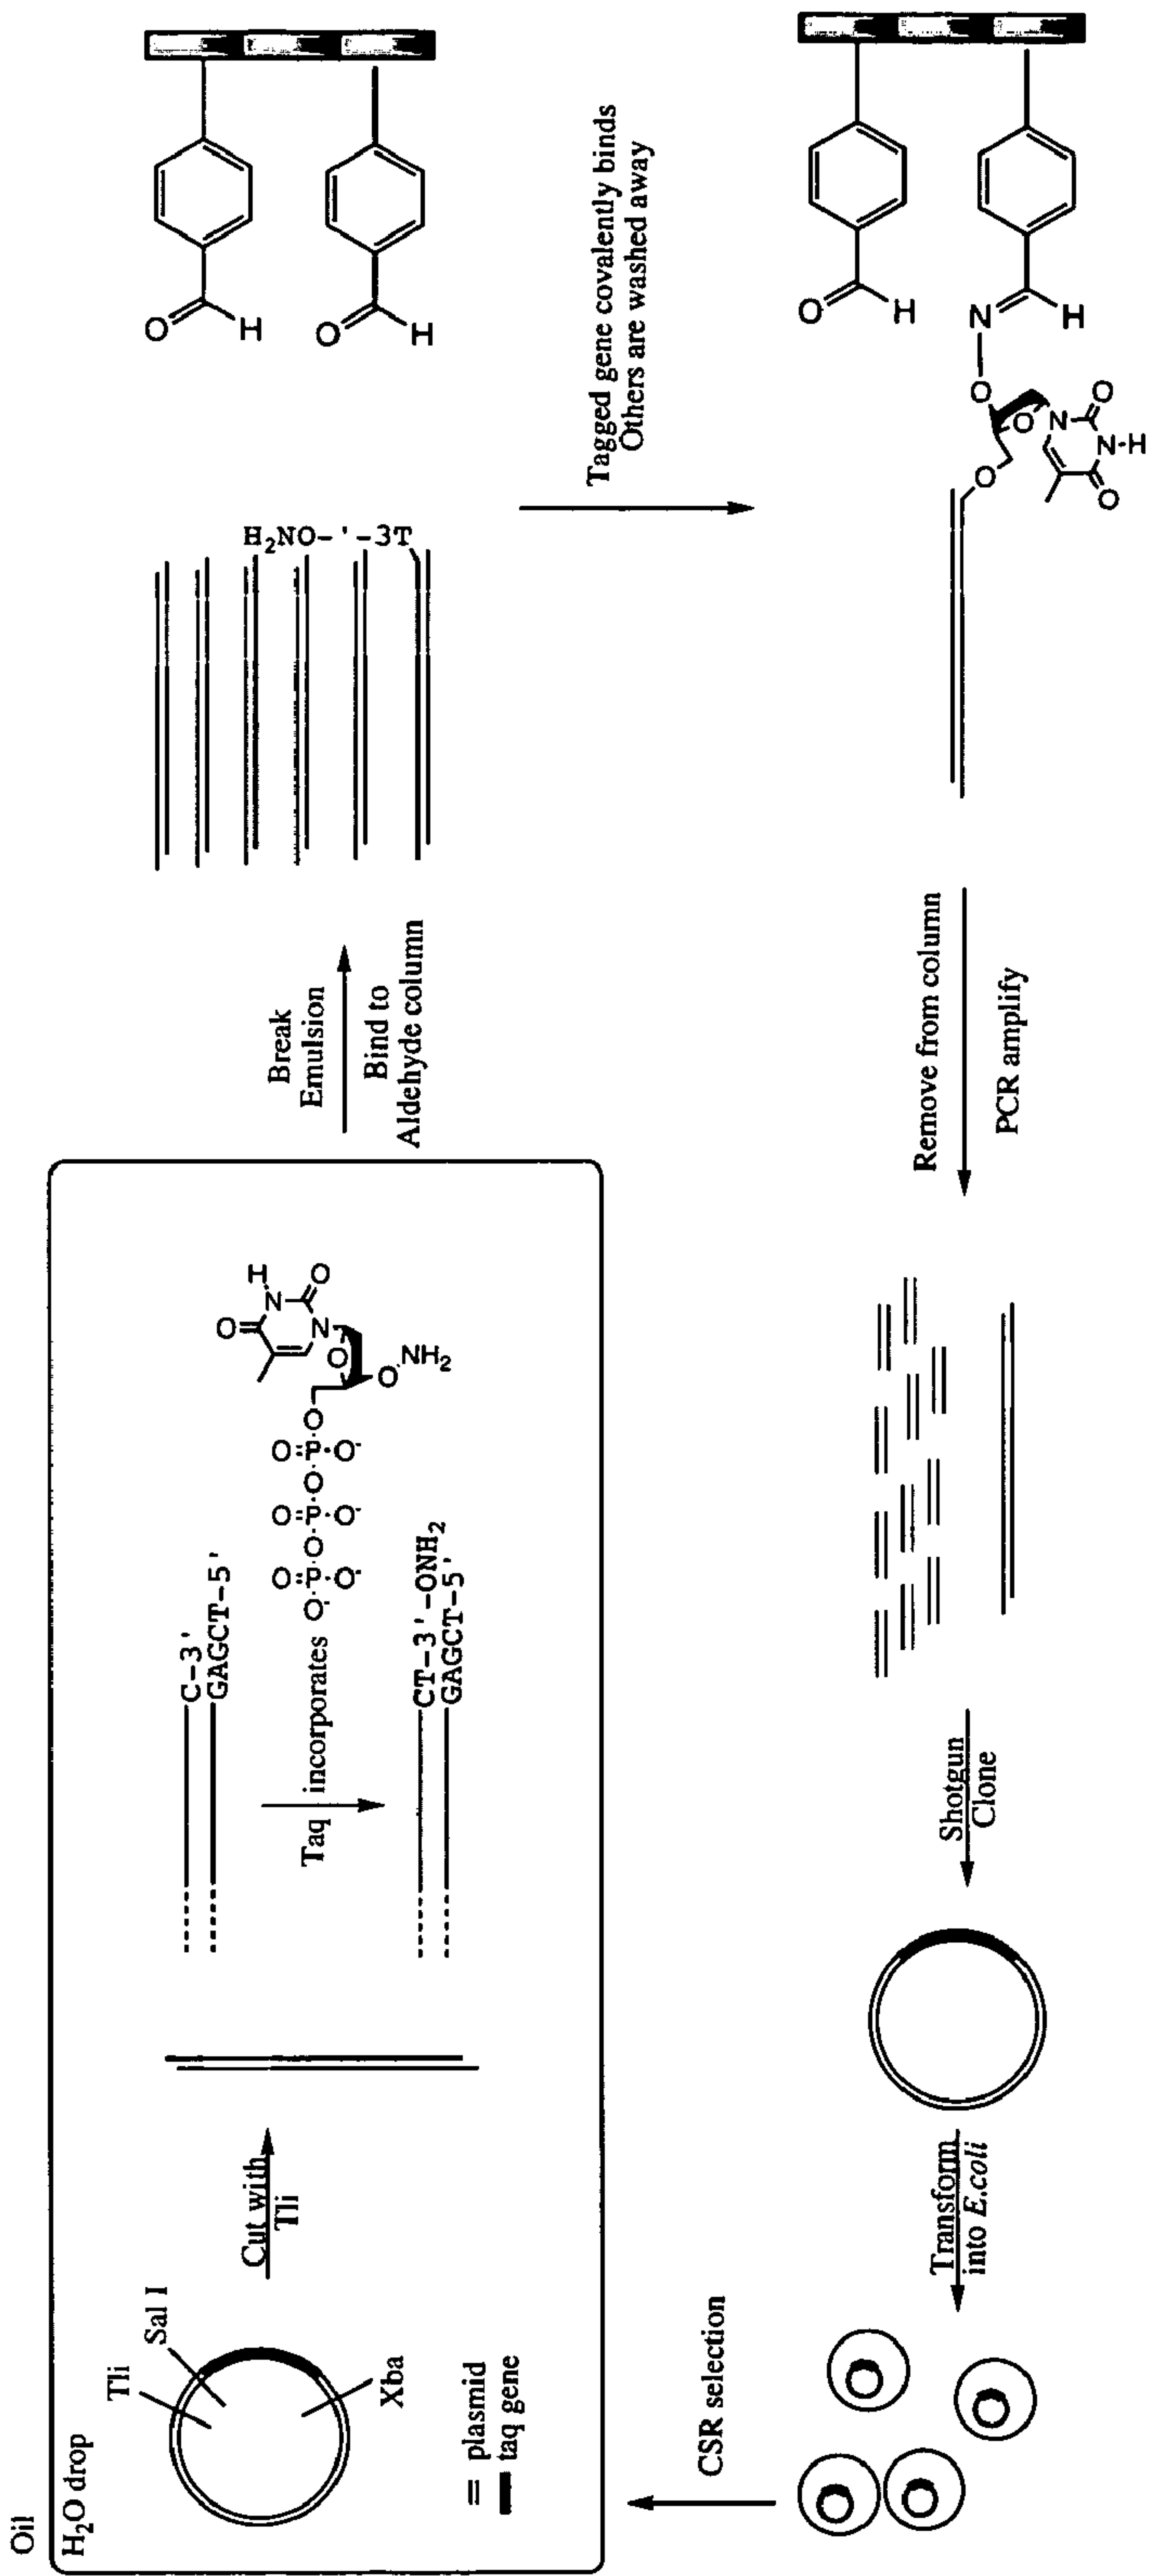 Oil
H2O drop
Tli
Sal I
Xba
= plasmid
taq gene
Cut with
Tli
C-3'
GAGCT-5'
Taq incorporates
CT-3'-ONH2
GAGCT-5'
O=P-O-
O
O=P-O-
O
O=P-O-
O-
O
O
NH2
O
N
O
N
H
O
Break
Emulsion
Bind to
Aldehyde column
H2NO-'-3T
O
H
O
H
Tagged gene covalently binds
Others are washed away
O
H
N
H
O
O
O
N
O
N-H
O
Remove from column
PCR amplify
Shotgun
Clone
Transform
into E.coli
CSR selection